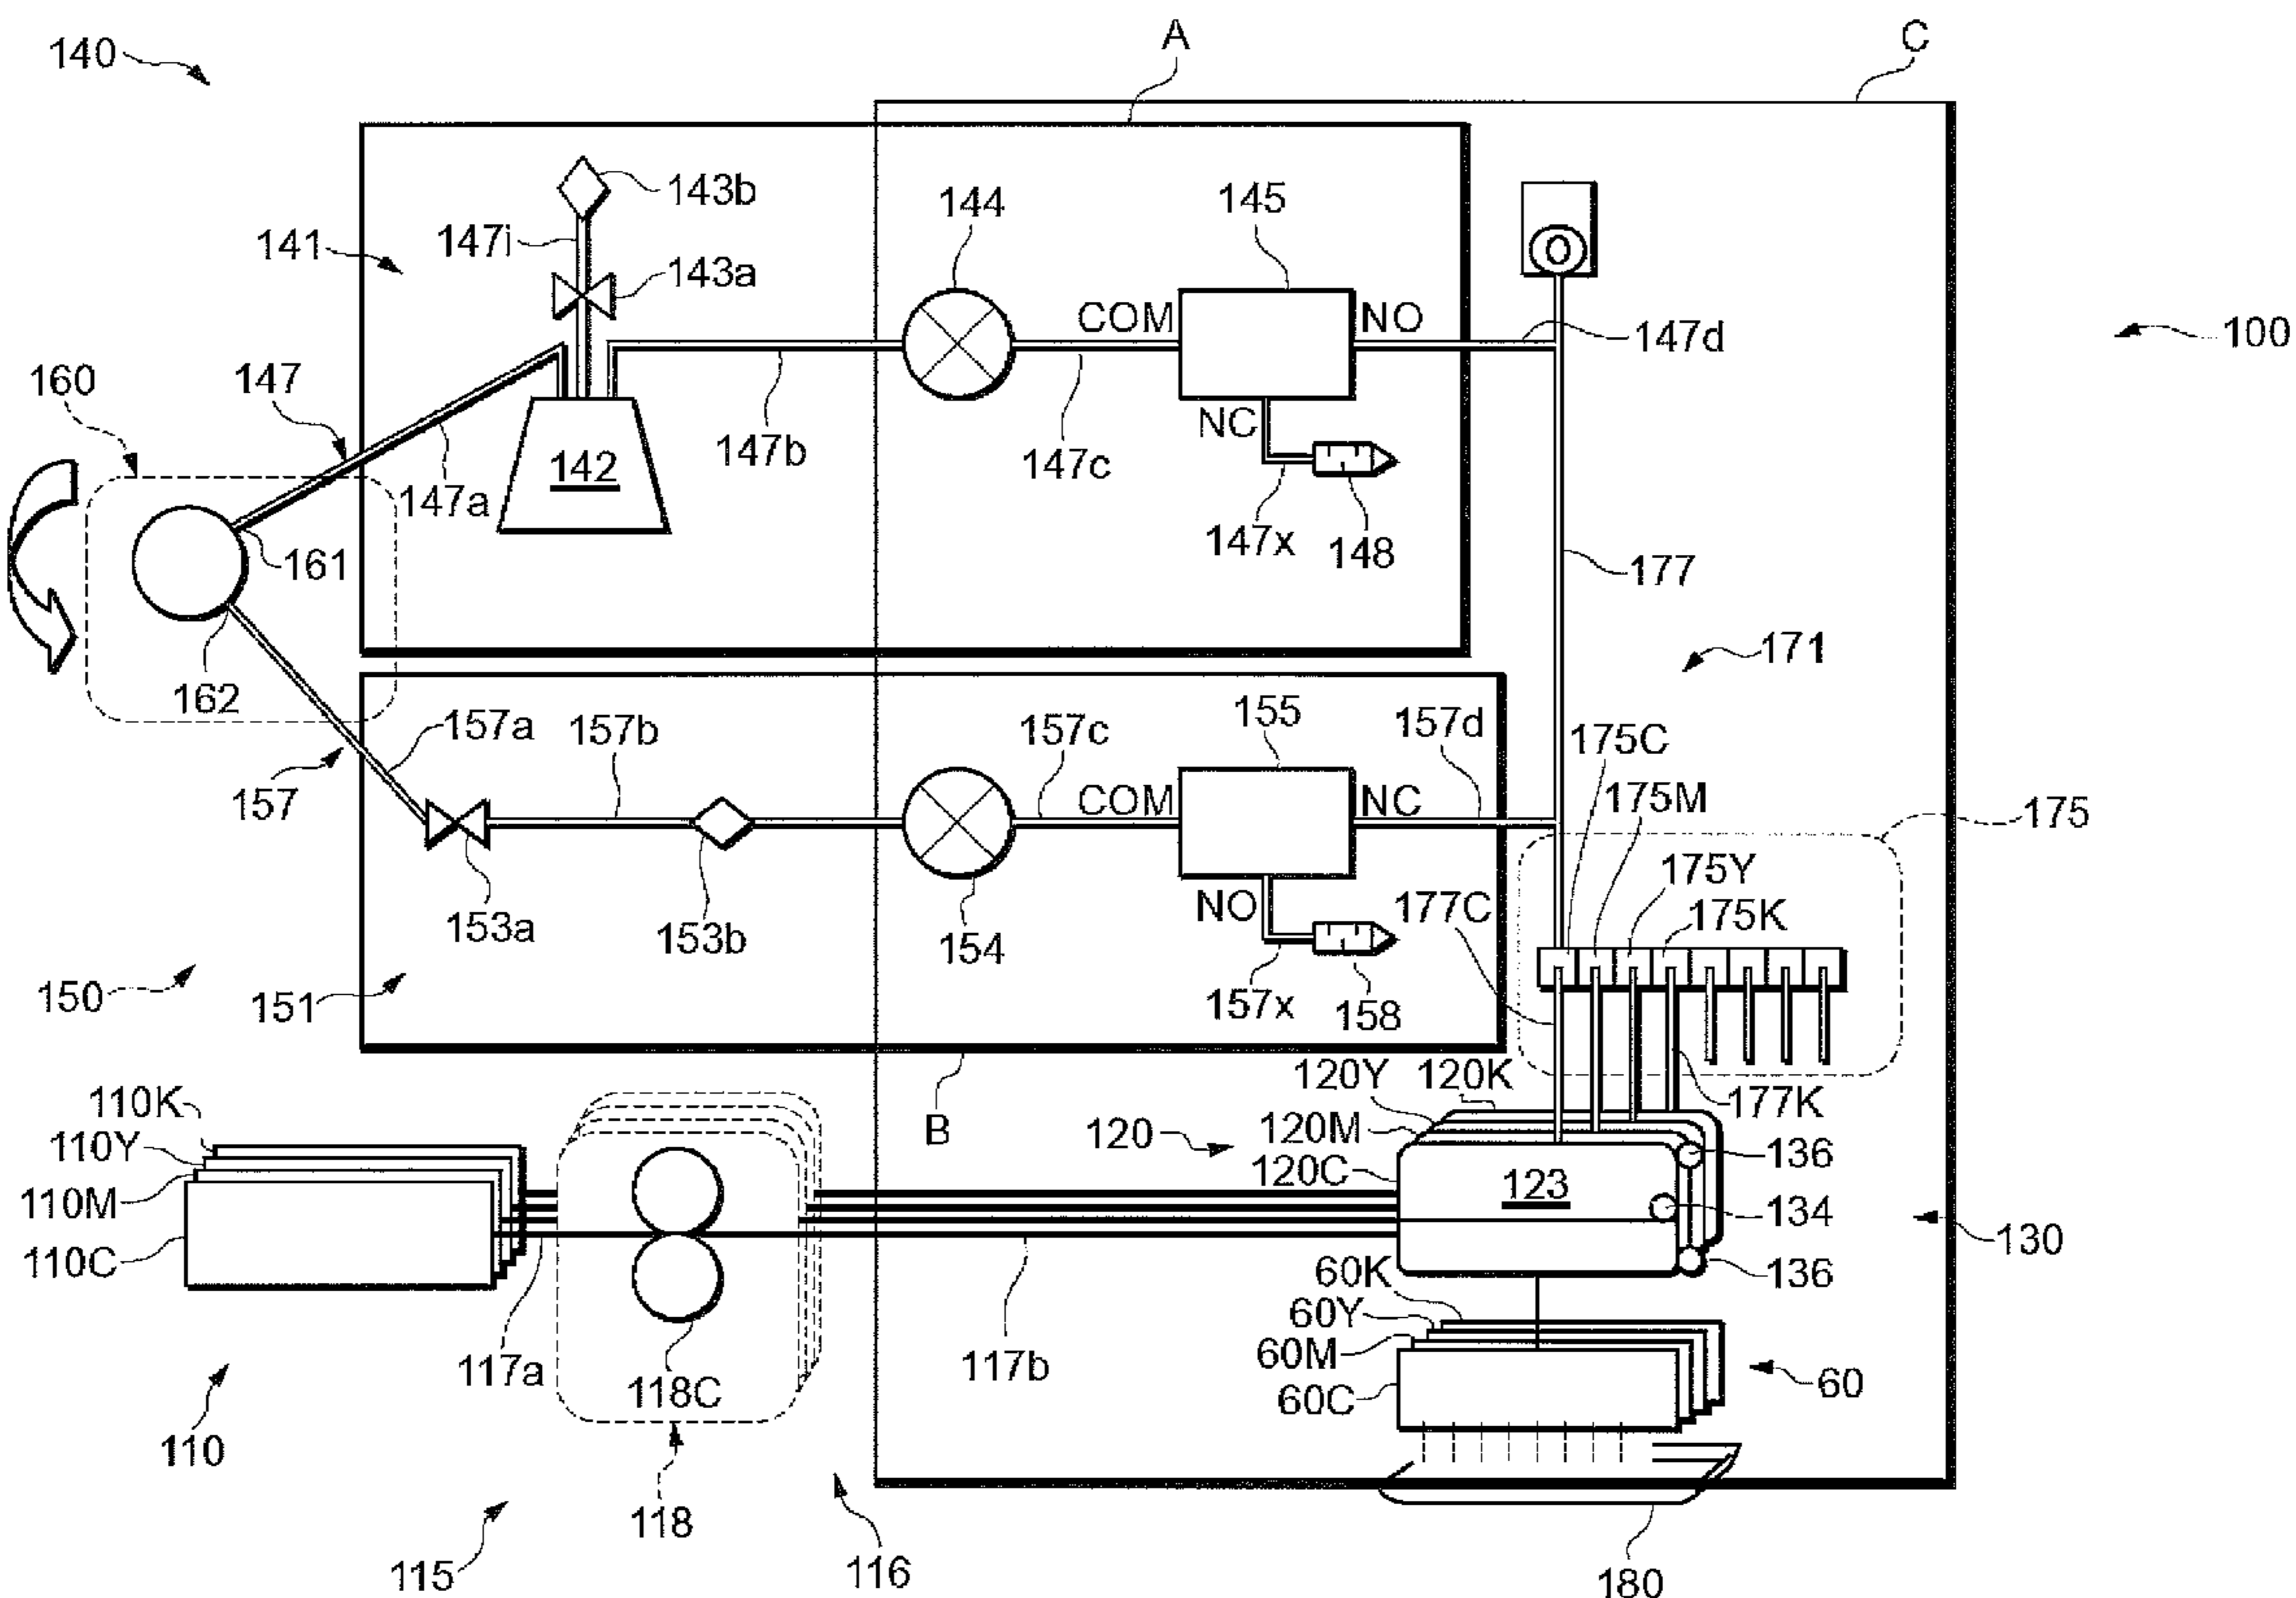 A
C
140
143b
144
145
147i
141
143a
COM
NO
147d
100
160
147
NC
142
147b
147c
147a
161
147x
148
177
171
162
157a
157b
157c
155
157d
175C
157
COM
NC
175M
175
175Y
153a
153b
154
NO
177C
175K
150
151
157x
158
120Y
120K
110K
B
120
177K
110Y
120M
136
110M
120C
123
134
110C
130
60K
136
60Y
117a
117b
60M
118C
60C
60
110
118
115
116
180